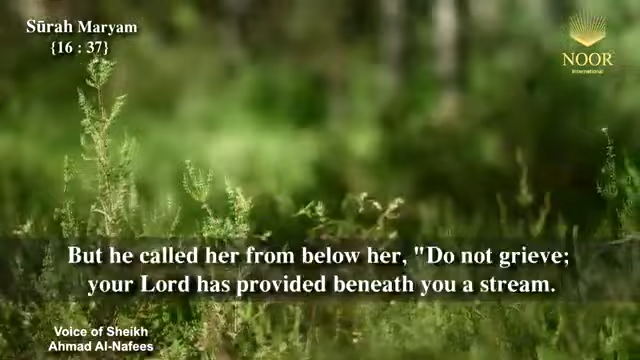 Sūrah Maryam
{16 : 37}
NOOR
International
But he called her from below her, "Do not grieve;
your Lord has provided beneath you a stream.
Voice of Sheikh
Ahmad Al-Nafees